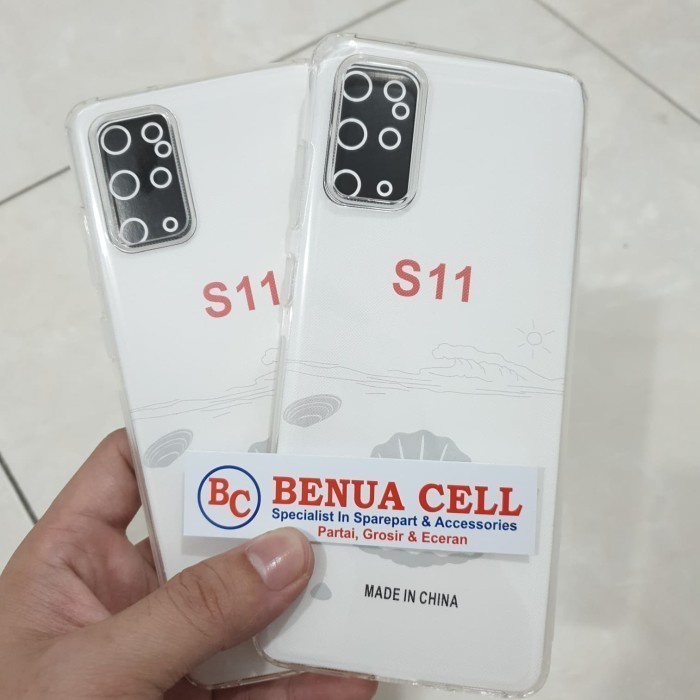 S11
S11
BC BENUA CELL
Specialist In Sparepart & Accessories
Partai, Grosir & Eceran
MADE IN CHINA